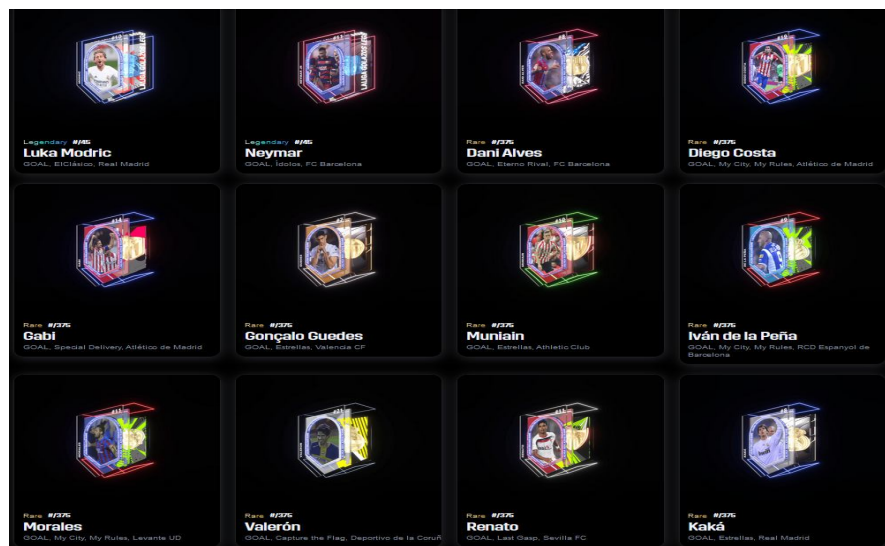 Legendary #/45
Luka Modric
GOAL, ElClásico, Real Madrid
Legendary #/45
Neymar
GOAL, Ídolos, FC Barcelona
Rare #/375
Dani Alves
GOAL, Eterno Rival, FC Barcelona
Rare #/375
Diego Costa
GOAL, My City, My Rules, Atlético de Madrid
Rare #/375
Gabi
GOAL, Special Delivery, Atlético de Madrid
Rare #/375
Gonçalo Guedes
GOAL, Estrellas, Valencia CF
Rare #/375
Muniain
GOAL, Estrellas, Athletic Club
Rare #/375
Iván de la Peña
GOAL, My City, My Rules, RCD Espanyol de
Barcelona
Rare #/375
Morales
GOAL, My City, My Rules, Levante UD
Rare #/375
Valerón
GOAL, Capture the Flag, Deportivo de la Coruñ
Rare #/375
Renato
GOAL, Last Gasp, Sevilla FC
Rare #/375
Kaká
GOAL, Estrellas, Real Madrid